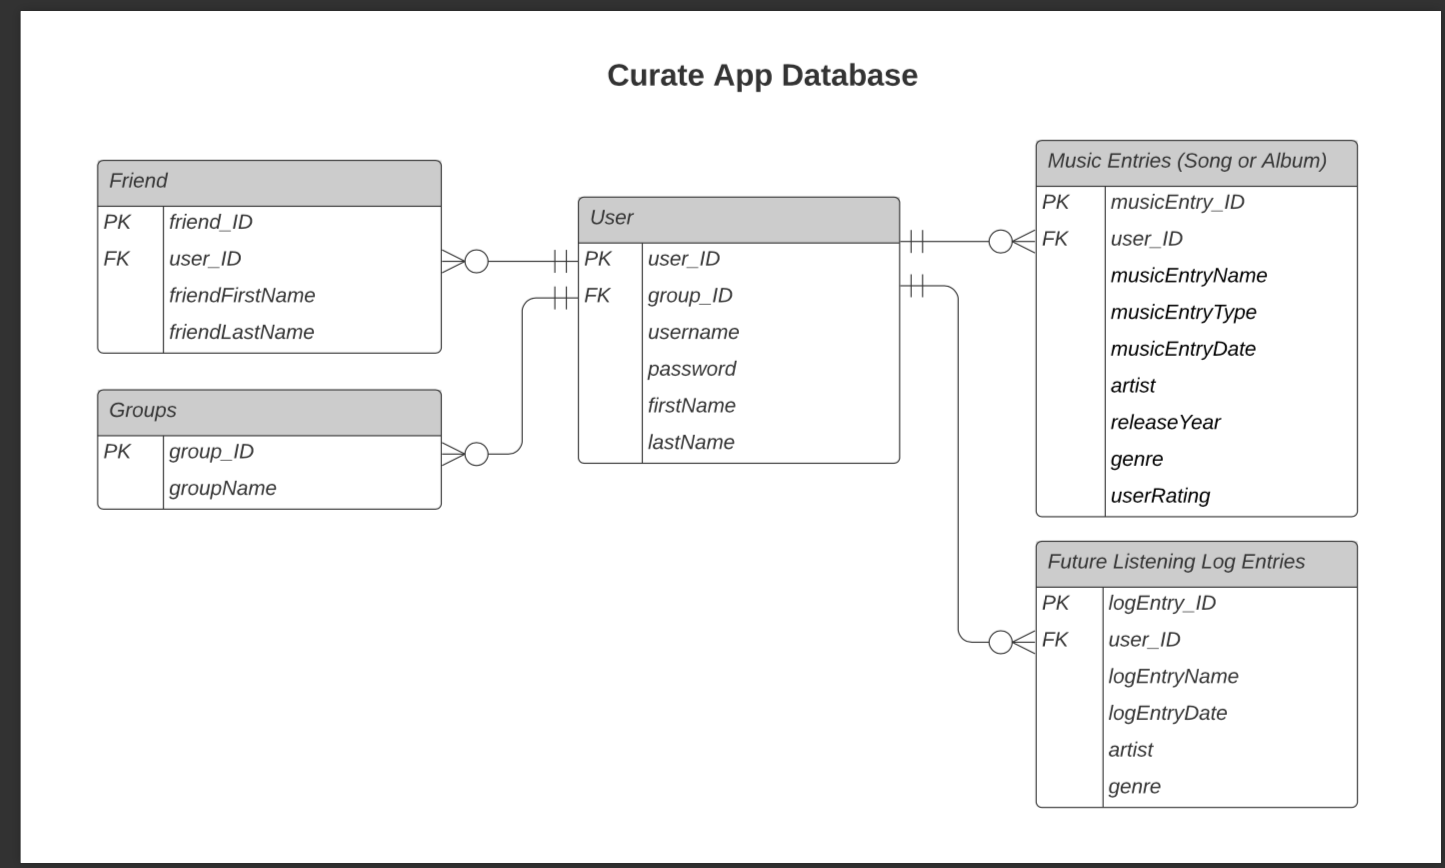 Curate App Database
Friend
PK friend_ID
FK user_ID
friendFirstName
friendLastName
Groups
PK group_ID
groupName
User
PK user_ID
FK group_ID
username
password
firstName
lastName
Music Entries (Song or Album)
PK musicEntry_ID
FK user_ID
musicEntryName
musicEntryType
musicEntryDate
artist
releaseYear
genre
userRating
Future Listening Log Entries
PK logEntry_ID
FK user_ID
logEntryName
logEntryDate
artist
genre